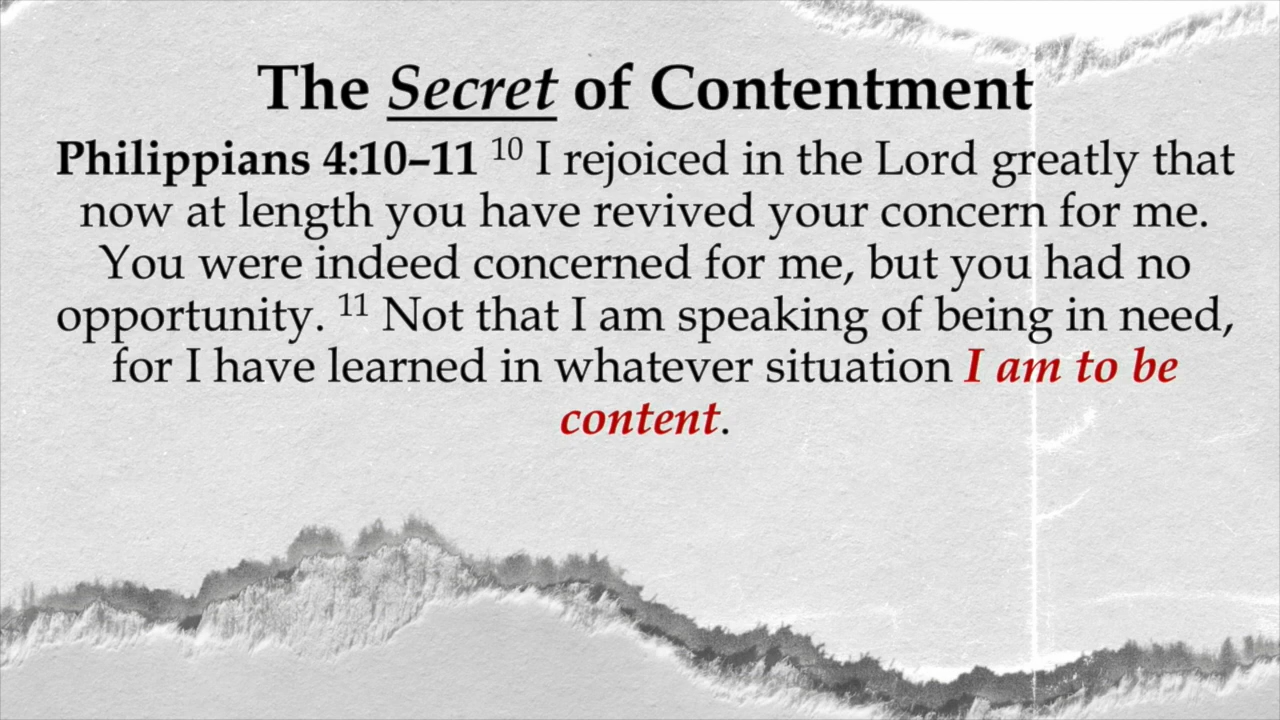 The Secret of Contentment
Philippians 4:10–11 ¹⁰ I rejoiced in the Lord greatly that
now at length you have revived your concern for me.
You were indeed concerned for me, but you had no
opportunity. ¹¹ Not that I am speaking of being in need,
for I have learned in whatever situation I am to be
content.